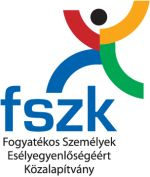 fszk
Fogyatékos Személyek
Esélyegyenlőségéért
Közalapítvány